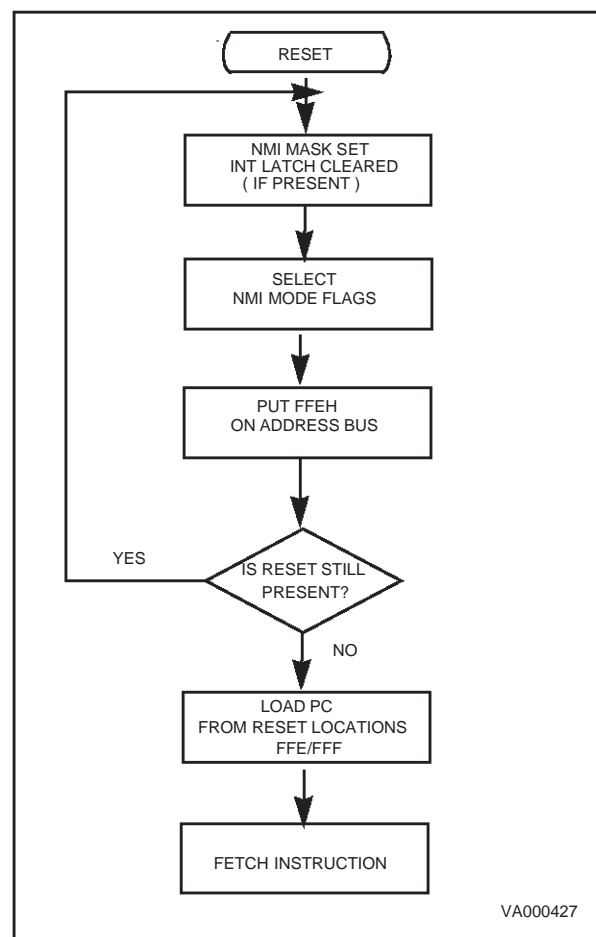 RESET
NMI MASK SET
INT LATCH CLEARED
( IF PRESENT )
SELECT
NMI MODE FLAGS
PUT FFEH
ON ADDRESS BUS
YES
IS RESET STILL
PRESENT?
NO
LOAD PC
FROM RESET LOCATIONS
FFE/FFF
FETCH INSTRUCTION
VA000427